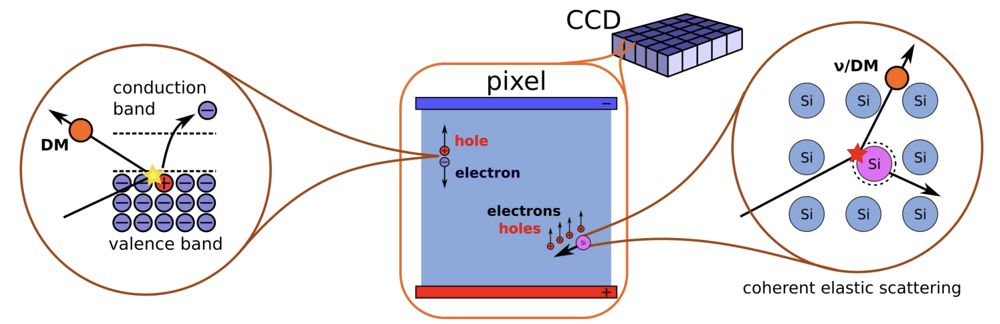 CCD
pixel
−
hole
+
−
electron
electrons
holes
+ + + +
Si
+
conduction
band
−
DM
− − + − −
− − − − −
− − − − −
valence band
ν/DM
Si Si Si
Si Si Si
Si Si Si
coherent elastic scattering